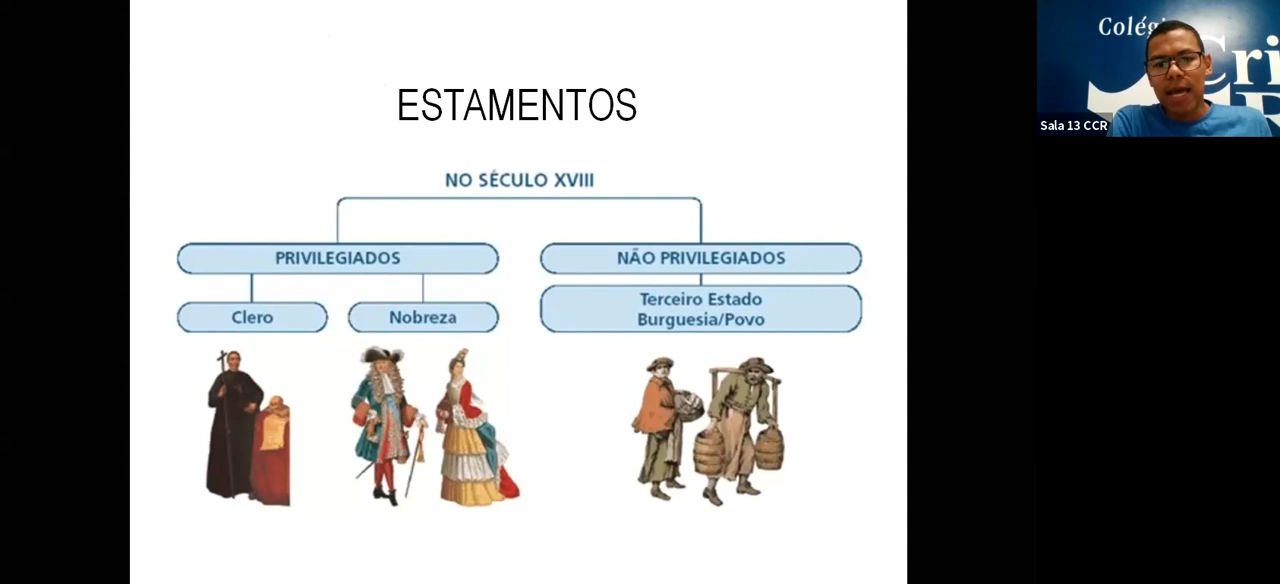 ESTAMENTOS
NO SÉCULO XVIII
PRIVILEGIADOS
NÃO PRIVILEGIADOS
Clero
Nobreza
Terceiro Estado
Burguesia/Povo
Sala 13 CCR